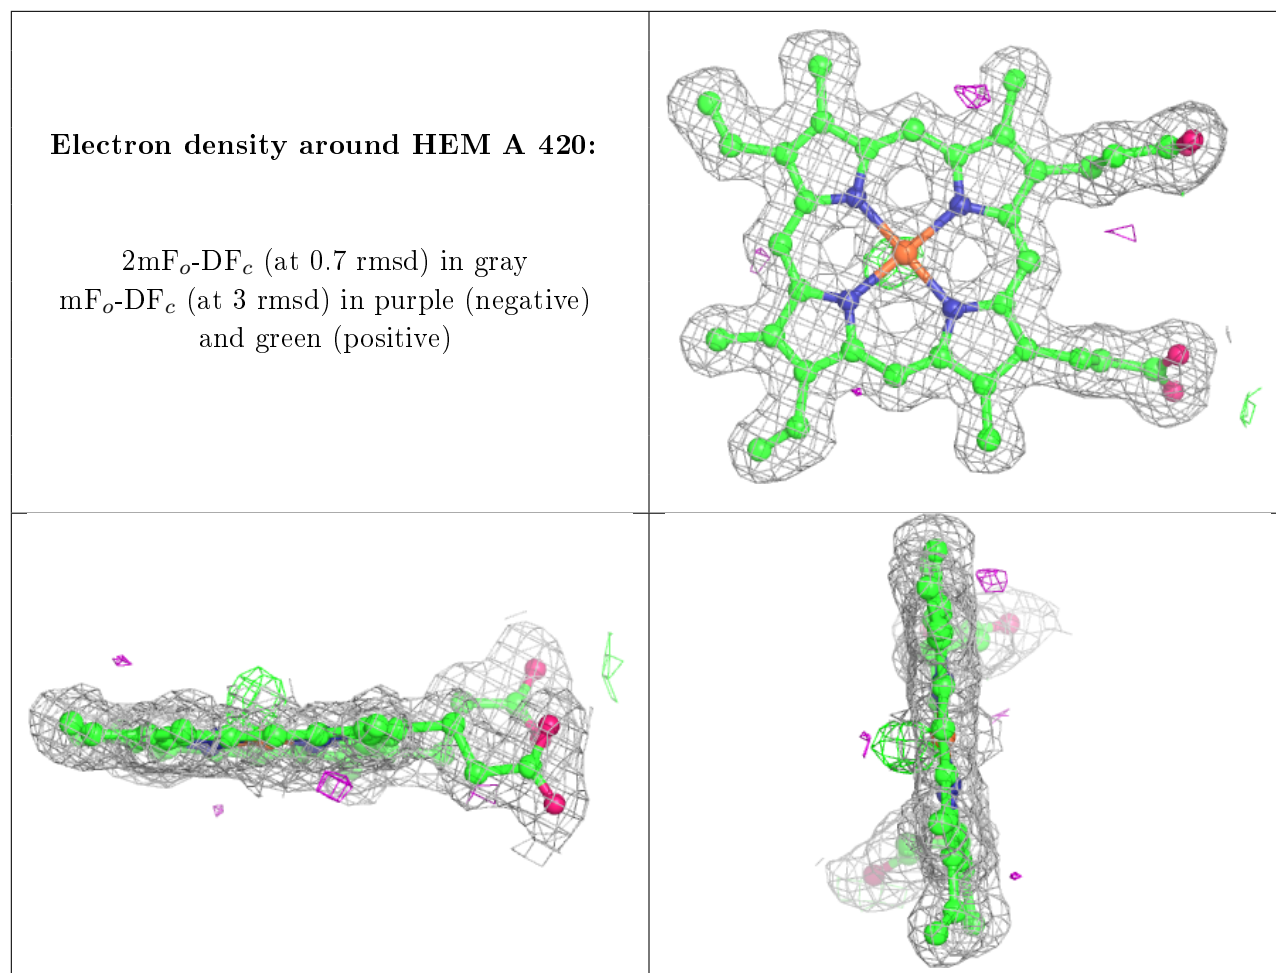 Electron density around HEM A 420:
2mFₒ-DF𝒸 (at 0.7 rmsd) in gray
mFₒ-DF𝒸 (at 3 rmsd) in purple (negative)
and green (positive)